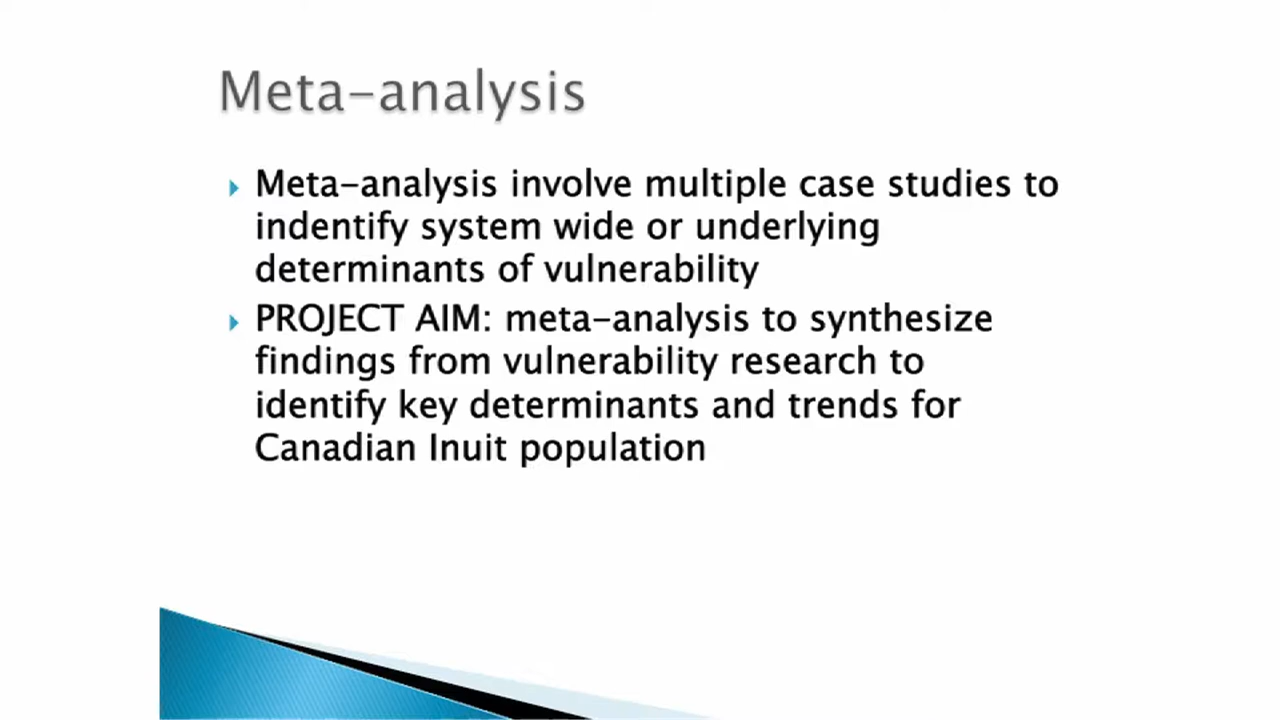 Meta-analysis
Meta-analysis involve multiple case studies to
indentify system wide or underlying
determinants of vulnerability
PROJECT AIM: meta-analysis to synthesize
findings from vulnerability research to
identify key determinants and trends for
Canadian Inuit population